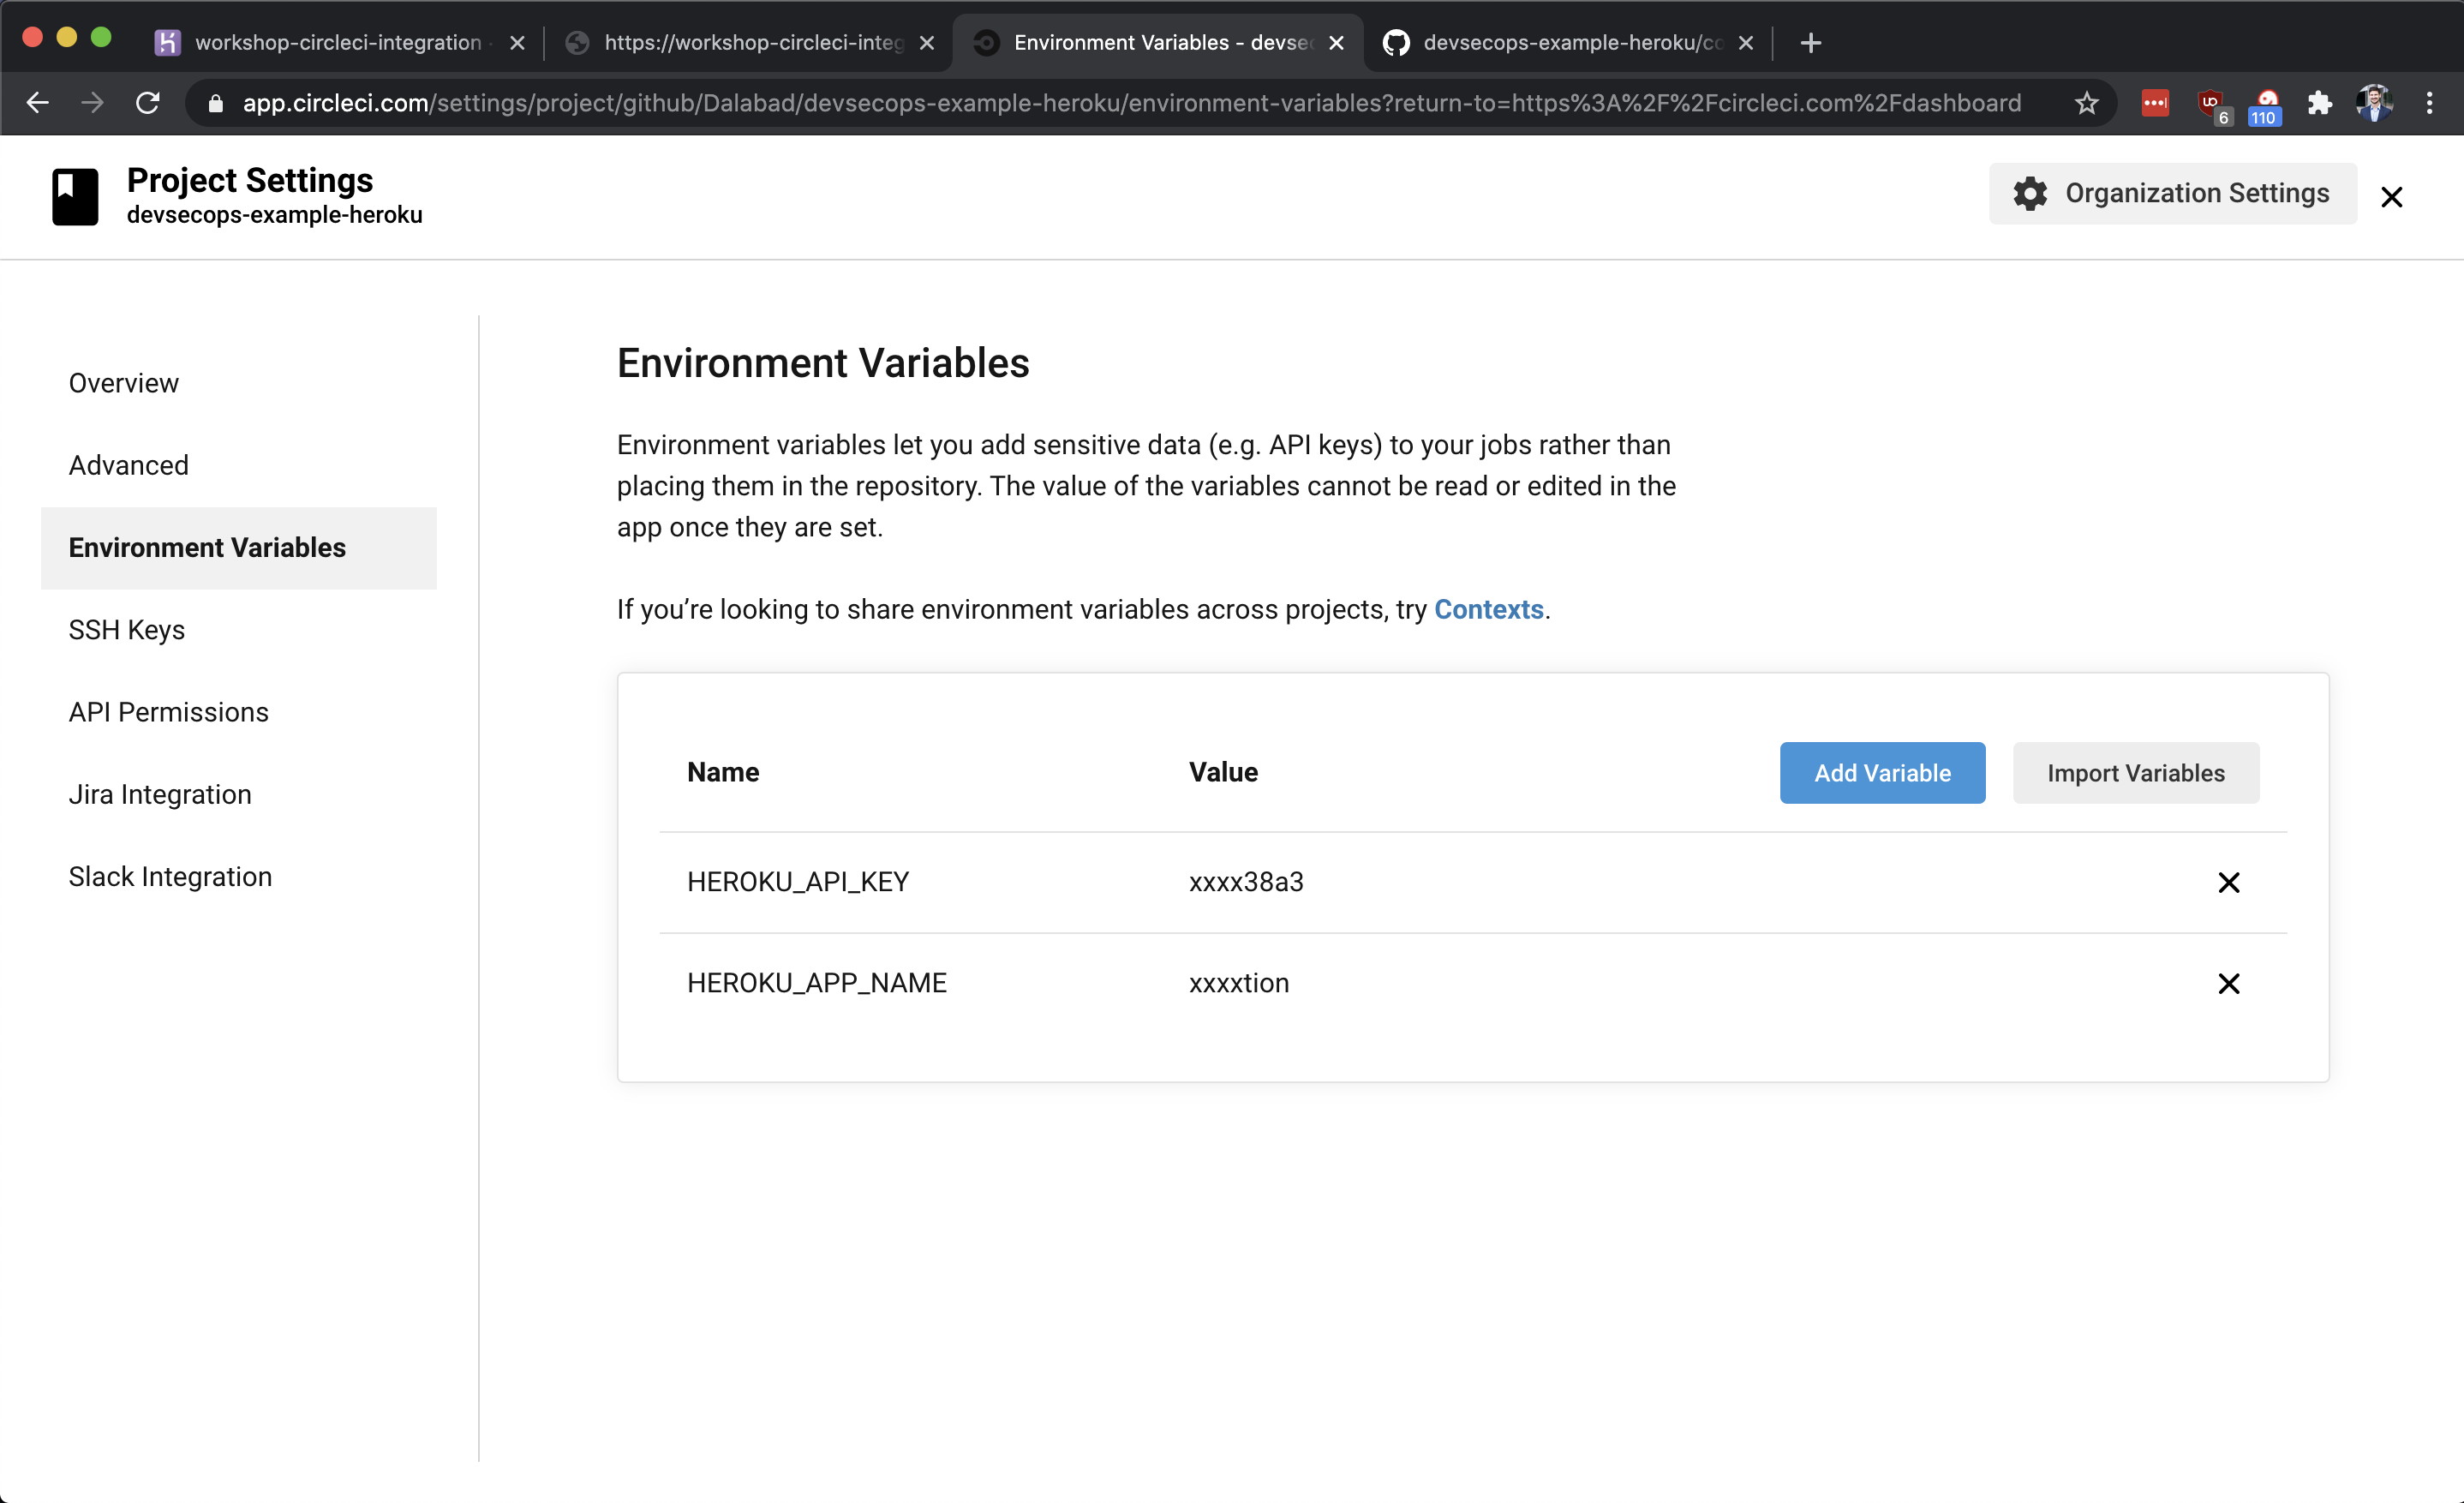 workshop-circleci-integration
https://workshop-circleci-integ
Environment Variables - devsec
devsecops-example-heroku/co
app.circleci.com/settings/project/github/Dalabad/devsecops-example-heroku/environment-variables?return-to=https%3A%2F%2Fcircleci.com%2Fdashboard
6
110
Project Settings
devsecops-example-heroku
Organization Settings
Overview
Advanced
Environment Variables
SSH Keys
API Permissions
Jira Integration
Slack Integration
Environment Variables
Environment variables let you add sensitive data (e.g. API keys) to your jobs rather than
placing them in the repository. The value of the variables cannot be read or edited in the
app once they are set.
If you’re looking to share environment variables across projects, try Contexts.
Name Value Add Variable Import Variables
HEROKU_API_KEY xxxx38a3
HEROKU_APP_NAME xxxxtion